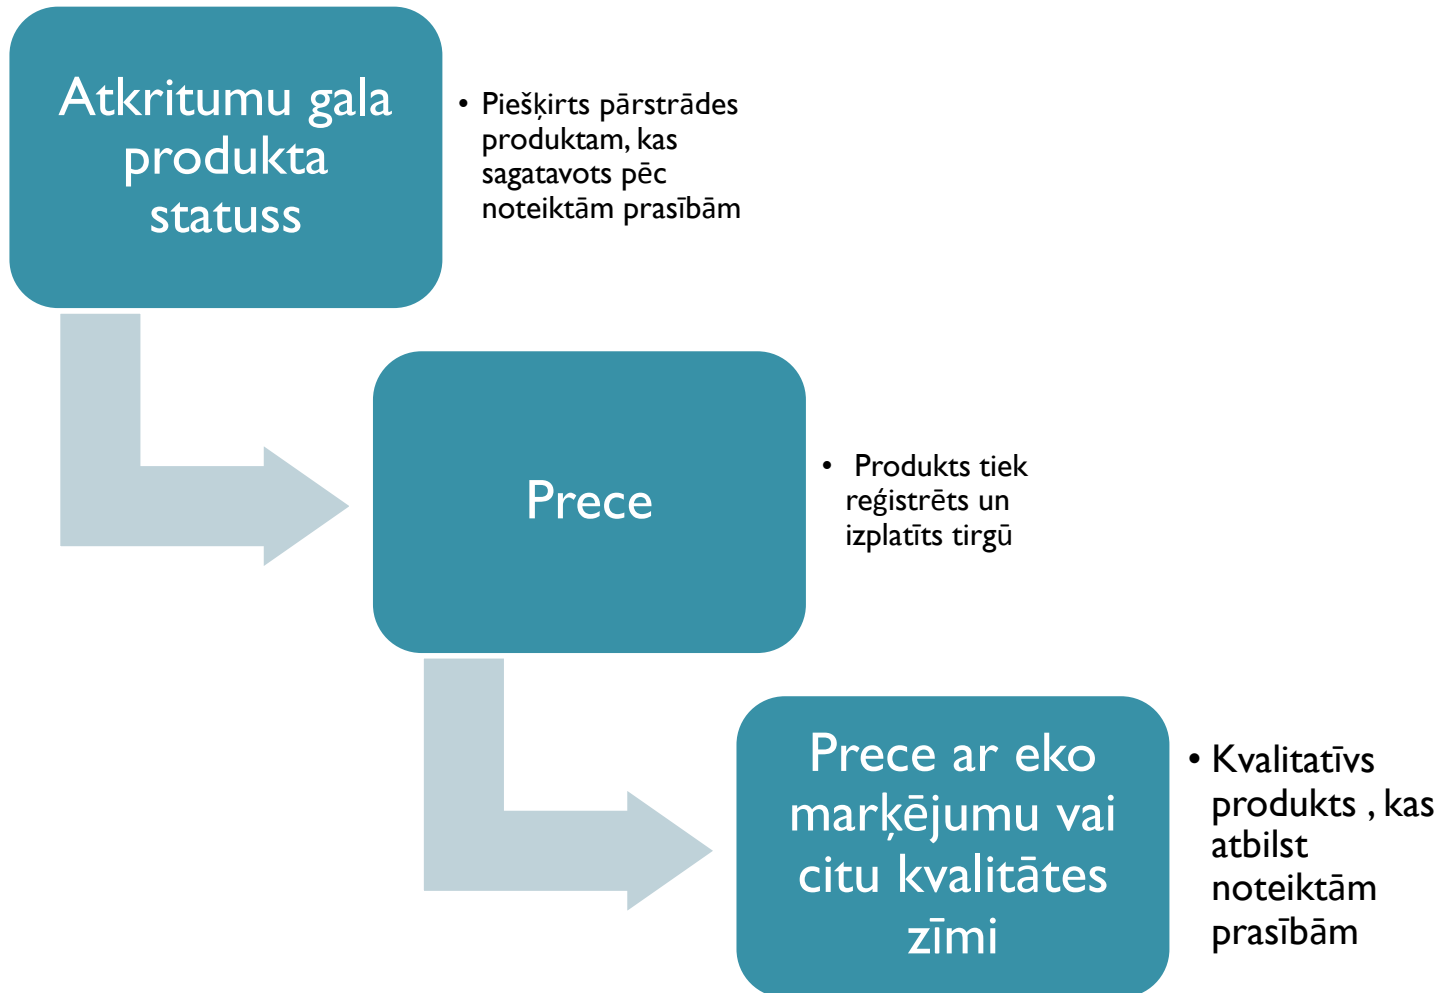 Atkritumu gala
produkta
statuss
• Piešķirts pārstrādes
produktam, kas
sagatavots pēc
noteiktām prasībām
Prece
• Produkts tiek
reģistrēts un
izplatīts tirgū
Prece ar eko
marķējumu vai
citu kvalitātes
zīmi
• Kvalitatīvs
produkts , kas
atbilst
noteiktām
prasībām